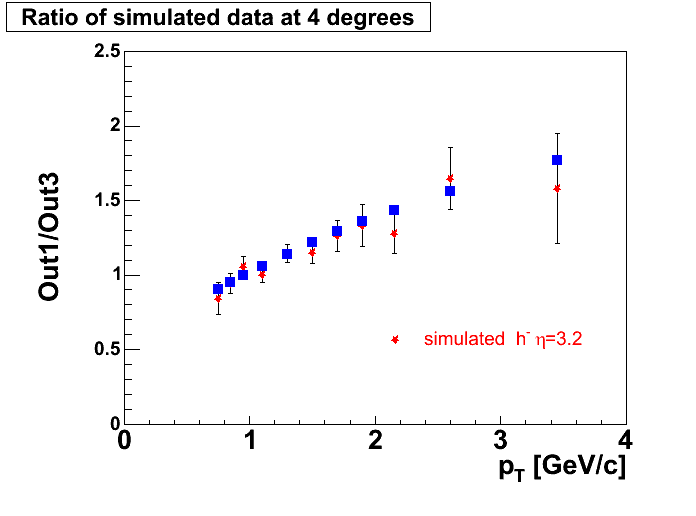 Ratio of simulated data at 4 degrees
Out1/Out3
2.5
2
1.5
1
0.5
0
0 1 2 3 4
simulated h⁻ η=3.2
p_T [GeV/c]